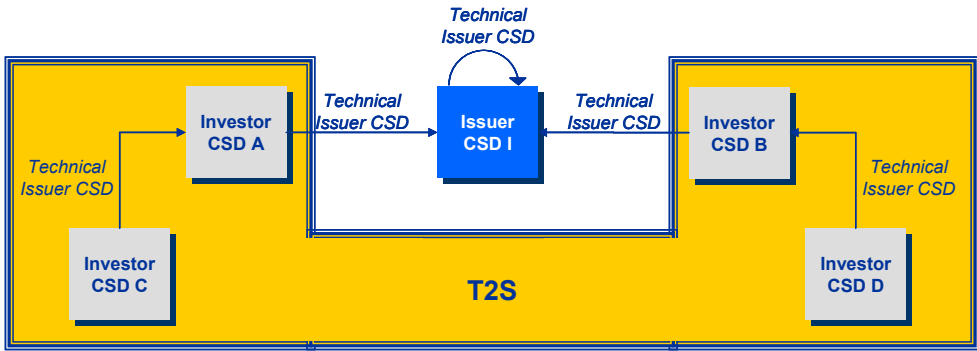 Technical
Issuer CSD
Investor
CSD A
Technical
Issuer CSD
Issuer
CSD I
Technical
Issuer CSD
Investor
CSD B
Technical
Issuer CSD
Technical
Issuer CSD
Investor
CSD C
T2S
Investor
CSD D